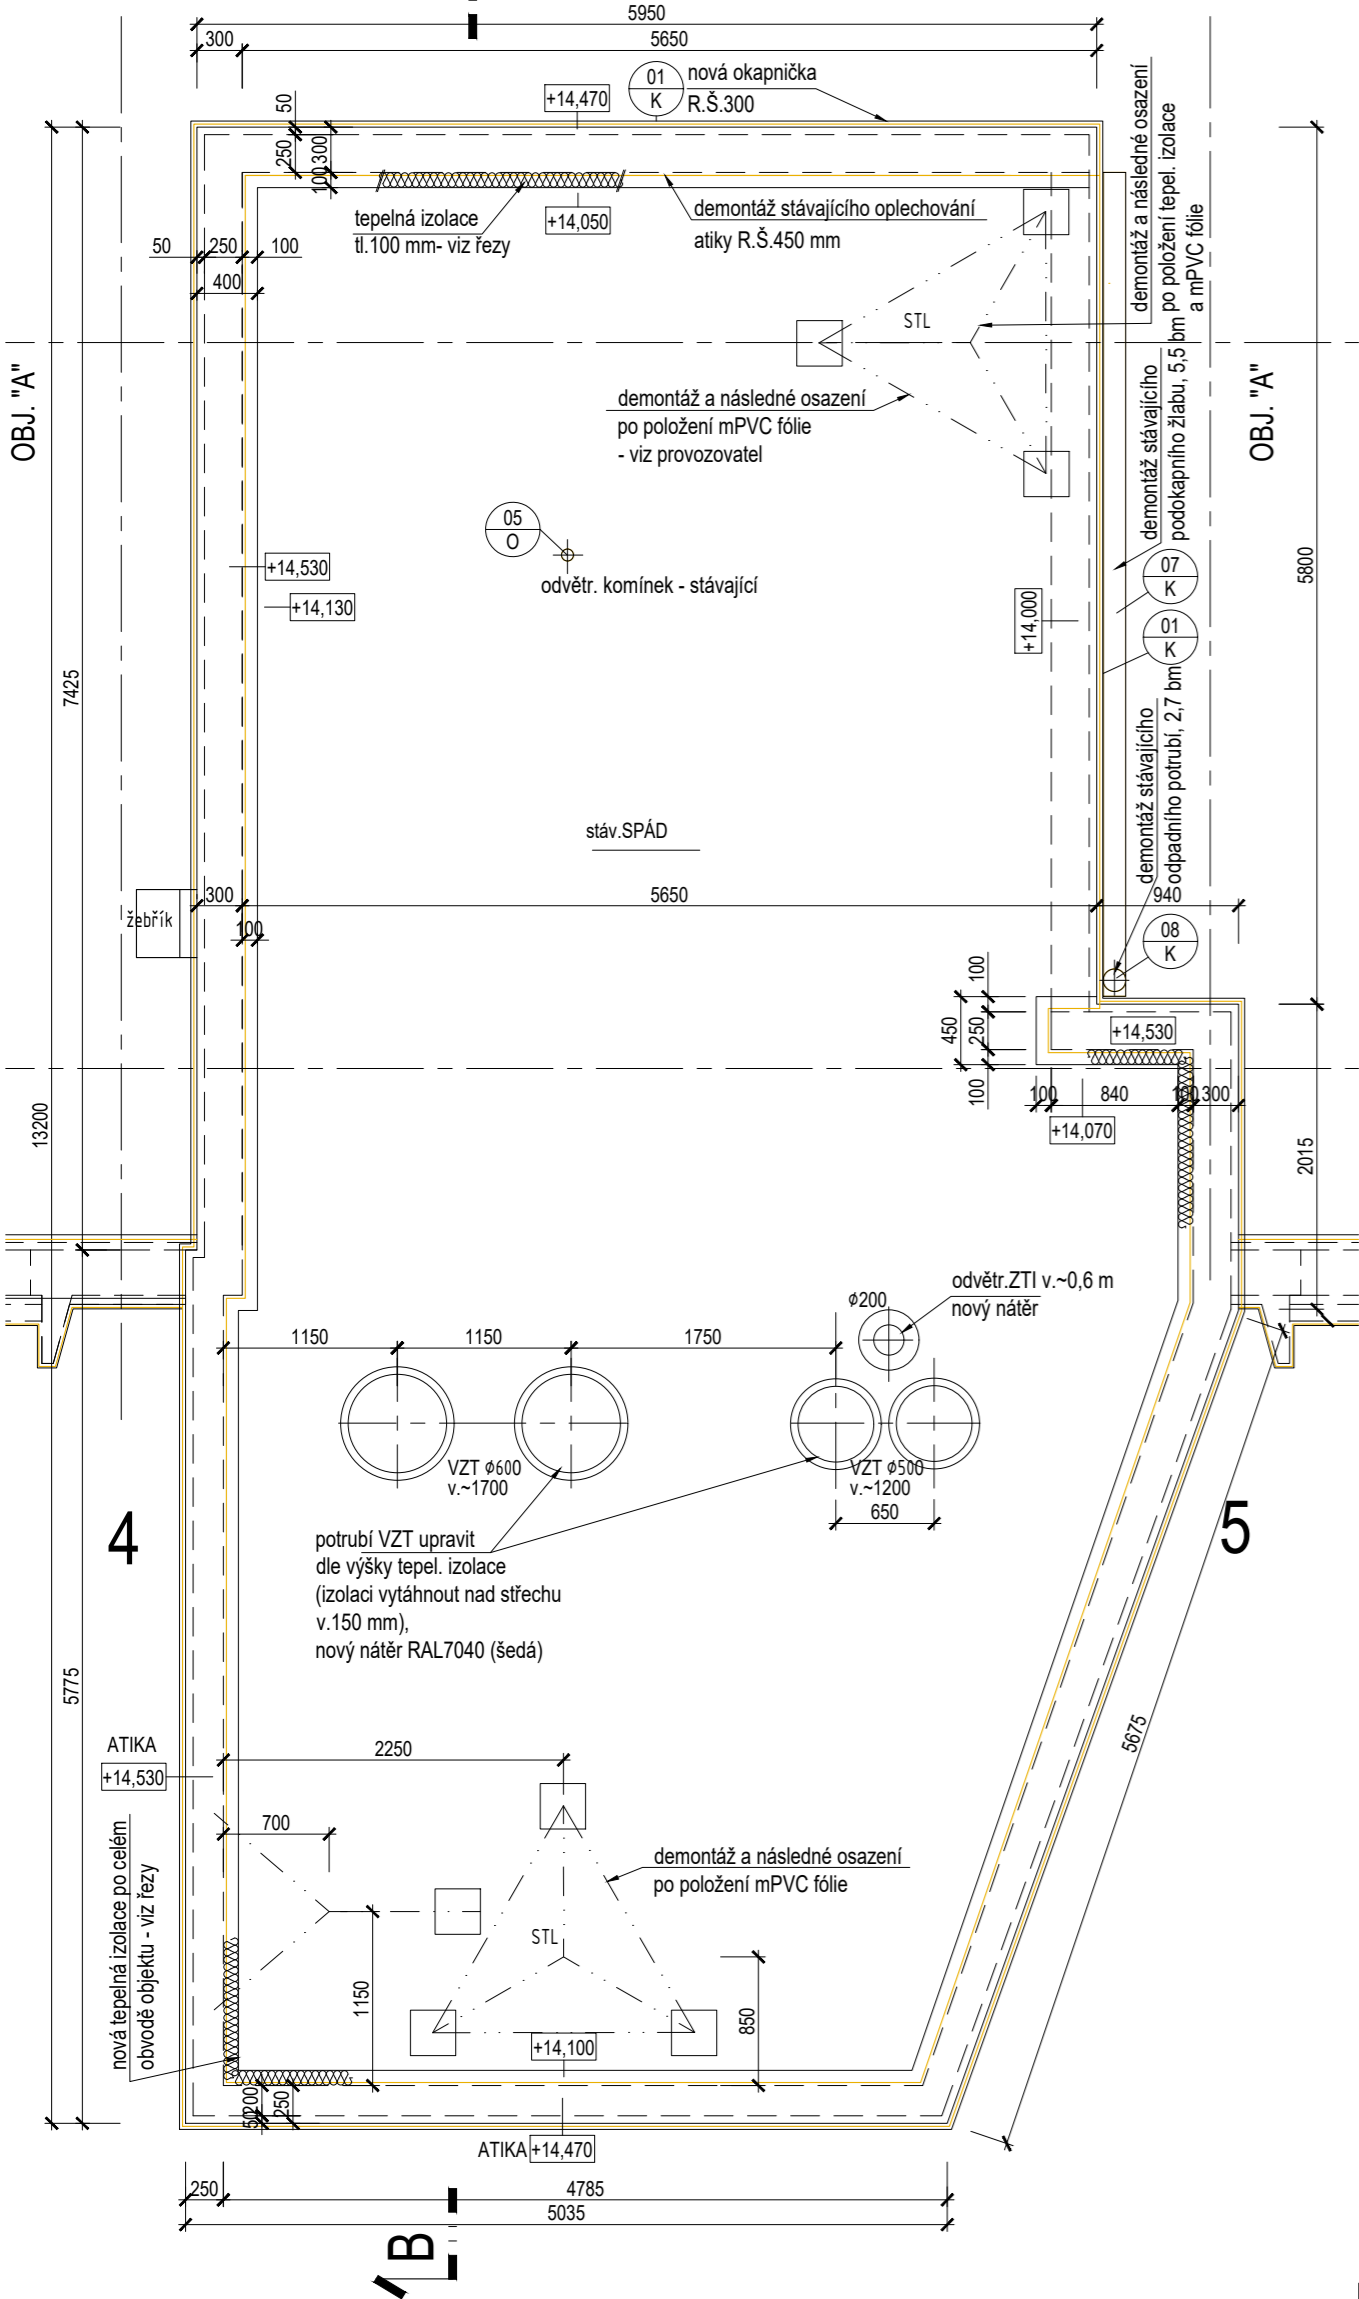 5950
300
5650
01
K
nová okapnička
R.Š.300
+14,470
50
250
300
100
tepelná izolace
tl.100 mm- viz řezy
+14,050
demontáž stávajícího oplechování
atiky R.Š.450 mm
demontáž a následné osazení
po položení tepel. izolace
a mPVC fólie
50
250
100
400
STL
OBJ. "A"
OBJ. "A"
demontáž a následné osazení
po položení mPVC fólie
- viz provozovatel
demontáž stávajícího
podokapního žlabu, 5,5 bm
05
O
odvětr. komínek - stávající
+14,530
+14,130
+14,000
07
K
01
K
5800
7425
demontáž stávajícího
odpadního potrubí, 2,7 bm
stáv.SPÁD
žebřík
300
5650
940
100
08
K
100
450
250
100
+14,530
100
840
100
300
+14,070
13200
2015
odvětr.ZTI v.~0,6 m
nový nátěr
ϕ200
1150
1150
1750
VZT ϕ600
v.~1700
VZT ϕ500
v.~1200
650
4
5
potrubí VZT upravit
dle výšky tepel. izolace
(izolaci vytáhnout nad střechu
v.150 mm),
nový nátěr RAL7040 (šedá)
5775
5675
ATIKA
+14,530
2250
700
nová tepelná izolace po celém
obvodě objektu - viz řezy
demontáž a následné osazení
po položení mPVC fólie
STL
1150
850
+14,100
200
50
250
ATIKA
+14,470
250
4785
5035
B